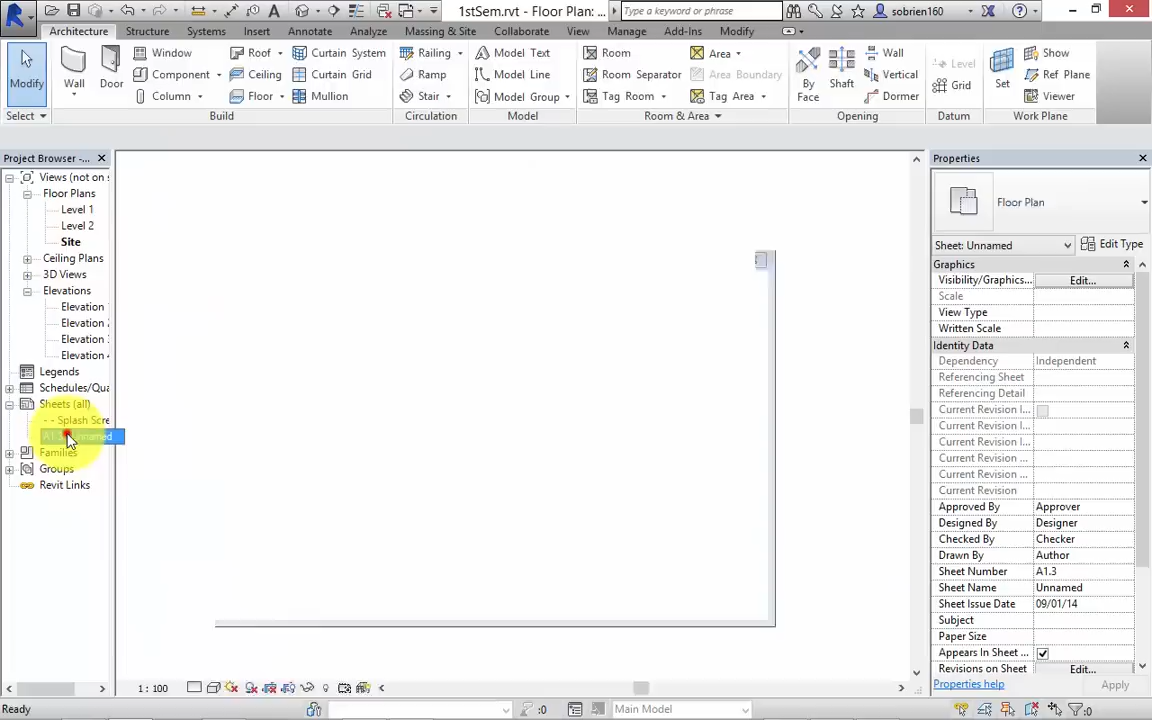 1stSem.rvt - Floor Plan: ...
Type a keyword or phrase
sobrien160
Architecture Structure Systems Insert Annotate Analyze Massing & Site Collaborate View Manage Add-Ins Modify
Modify
Wall
Door
Window
Component
Column
Roof
Ceiling
Floor
Curtain System
Curtain Grid
Mullion
Railing
Ramp
Stair
Model Text
Model Line
Model Group
Room
Room Separator
Tag Room
Area
Area Boundary
Tag Area
By
Face
Shaft
Wall
Vertical
Dormer
Level
Grid
Set
Show
Ref Plane
Viewer
Select Build Circulation Model Room & Area Opening Datum Work Plane
Project Browser -...
Views (not on s
Floor Plans
Level 1
Level 2
Site
Ceiling Plans
3D Views
Elevations
Elevation
Elevation
Elevation
Elevation
Legends
Schedules/Qua
Sheets (all)
- - Splash Scre
Families
Groups
Revit Links
Properties
Floor Plan
Sheet: Unnamed
Edit Type
Graphics
Visibility/Graphics... Edit...
Scale
View Type
Written Scale
Identity Data
Dependency Independent
Referencing Sheet
Referencing Detail
Current Revision I...
Current Revision ...
Current Revision ...
Current Revision ...
Current Revision ...
Current Revision
Approved By Approver
Designed By Designer
Checked By Checker
Drawn By Author
Sheet Number A1.3
Sheet Name Unnamed
Sheet Issue Date 09/01/14
Subject
Paper Size
Appears In Sheet ...
Revisions on Sheet Edit...
Properties help
Apply
1 : 100
Ready
:0
Main Model
:0